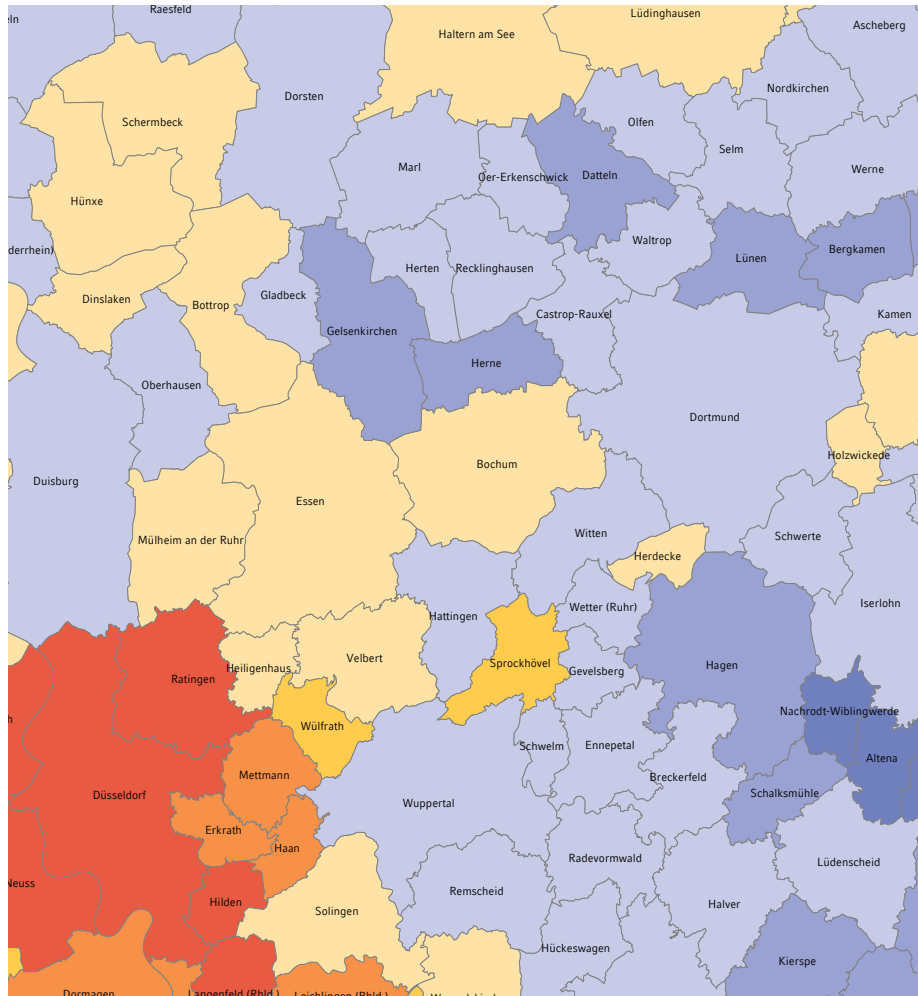 eln
Raesfeld
Haltern am See
Lüdinghausen
Ascheberg
Dorsten
Nordkirchen
Schermbeck
Olfen
Selm
Marl
Oer-Erkenschwick
Datteln
Werne
Hünxe
derrhein)
Waltrop
Bergkamen
Lünen
Herten
Recklinghausen
Gladbeck
Dinslaken
Bottrop
Castrop-Rauxel
Kamen
Gelsenkirchen
Herne
Oberhausen
Dortmund
Holzwickede
Bochum
Duisburg
Essen
Witten
Schwerte
Mülheim an der Ruhr
Herdecke
Iserlohn
Wetter (Ruhr)
Hattingen
Velbert
Sprockhövel
Hagen
Heiligenhaus
Gevelsberg
Ratingen
h
Nachrodt-Wiblingwerde
Wülfrath
Schwelm
Ennepetal
Altena
Mettmann
Breckerfeld
Düsseldorf
Schalksmühle
Wuppertal
Erkrath
Haan
Radevormwald
Lüdenscheid
Neuss
Remscheid
Hilden
Halver
Solingen
Hückeswagen
Kierspe
Dormagen
Langenfeld (Rhld.)
Leichlingen (Rhld.)